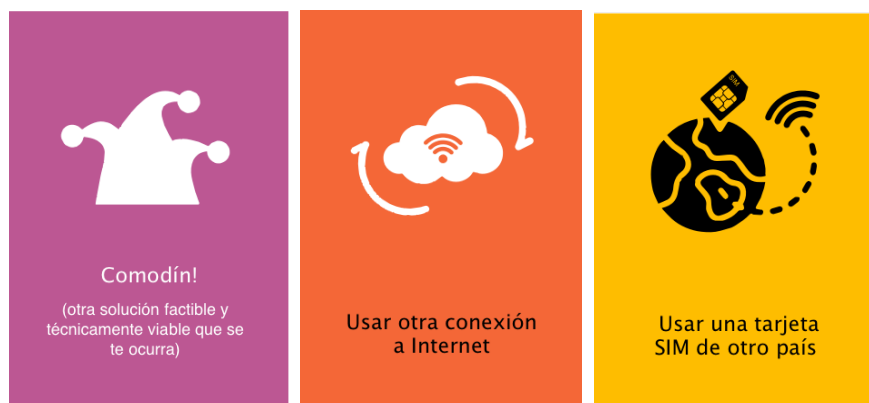 Comodín!
(otra solución factible y
técnicamente viable que se
te ocurra)
Usar otra conexión
a Internet
SIM
Usar una tarjeta
SIM de otro país